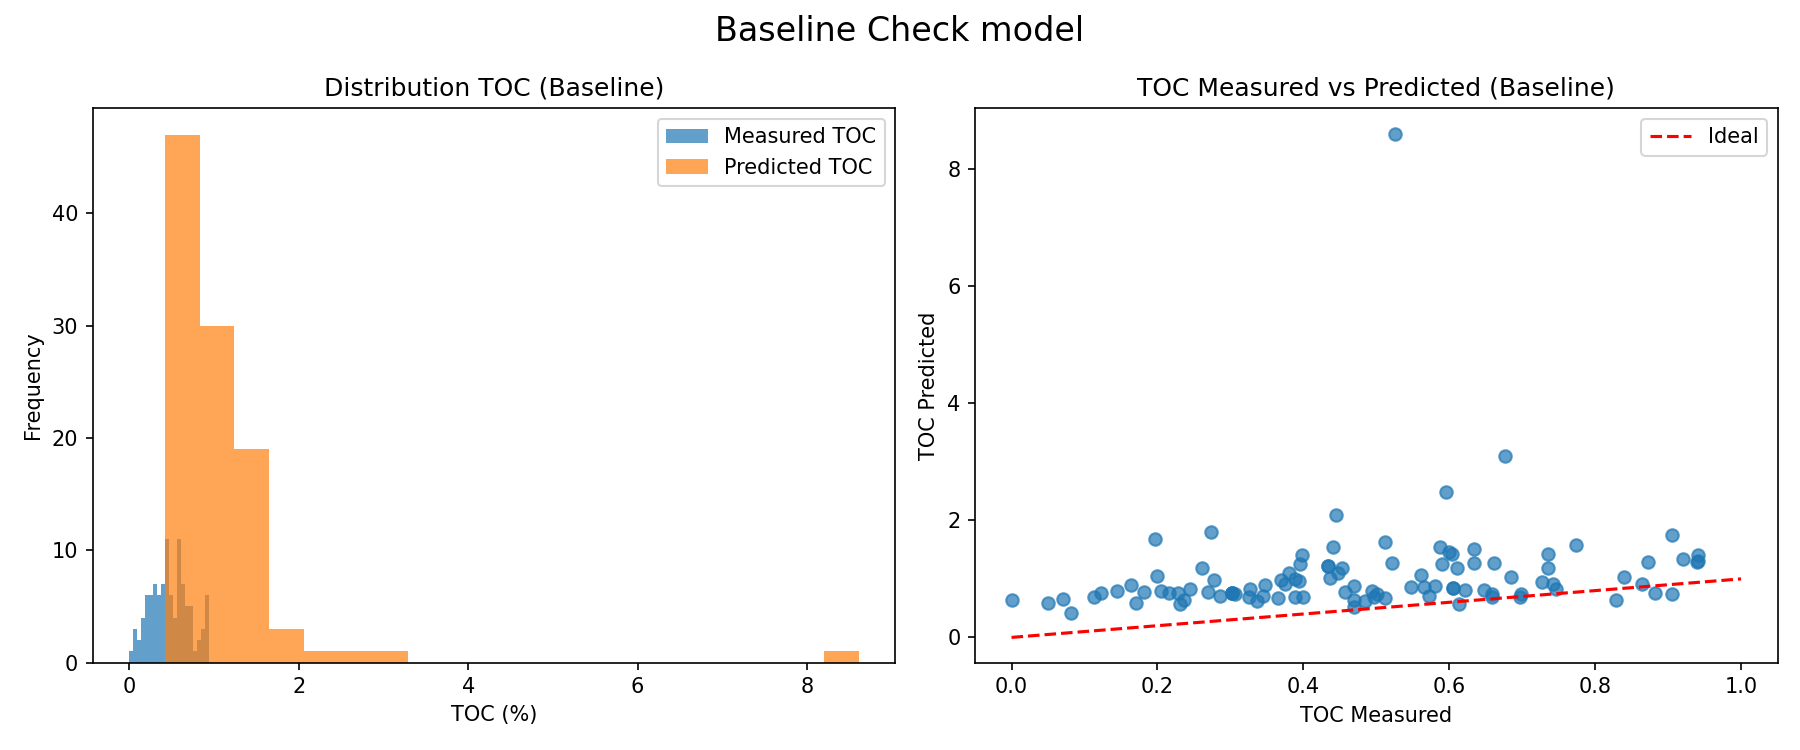 Baseline Check model
Distribution TOC (Baseline)
Measured TOC
Predicted TOC
Frequency
40
30
20
10
0
0
2
4
6
8
TOC (%)
TOC Measured vs Predicted (Baseline)
Ideal
TOC Predicted
8
6
4
2
0
0.0
0.2
0.4
0.6
0.8
1.0
TOC Measured